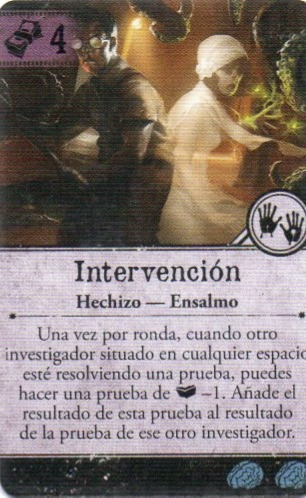 4
Intervención
Hechizo — Ensalmo
Una vez por ronda, cuando otro
investigador situado en cualquier espacio
esté resolviendo una prueba, puedes
hacer una prueba de –1. Añade el
resultado de esta prueba al resultado
de la prueba de ese otro investigador.